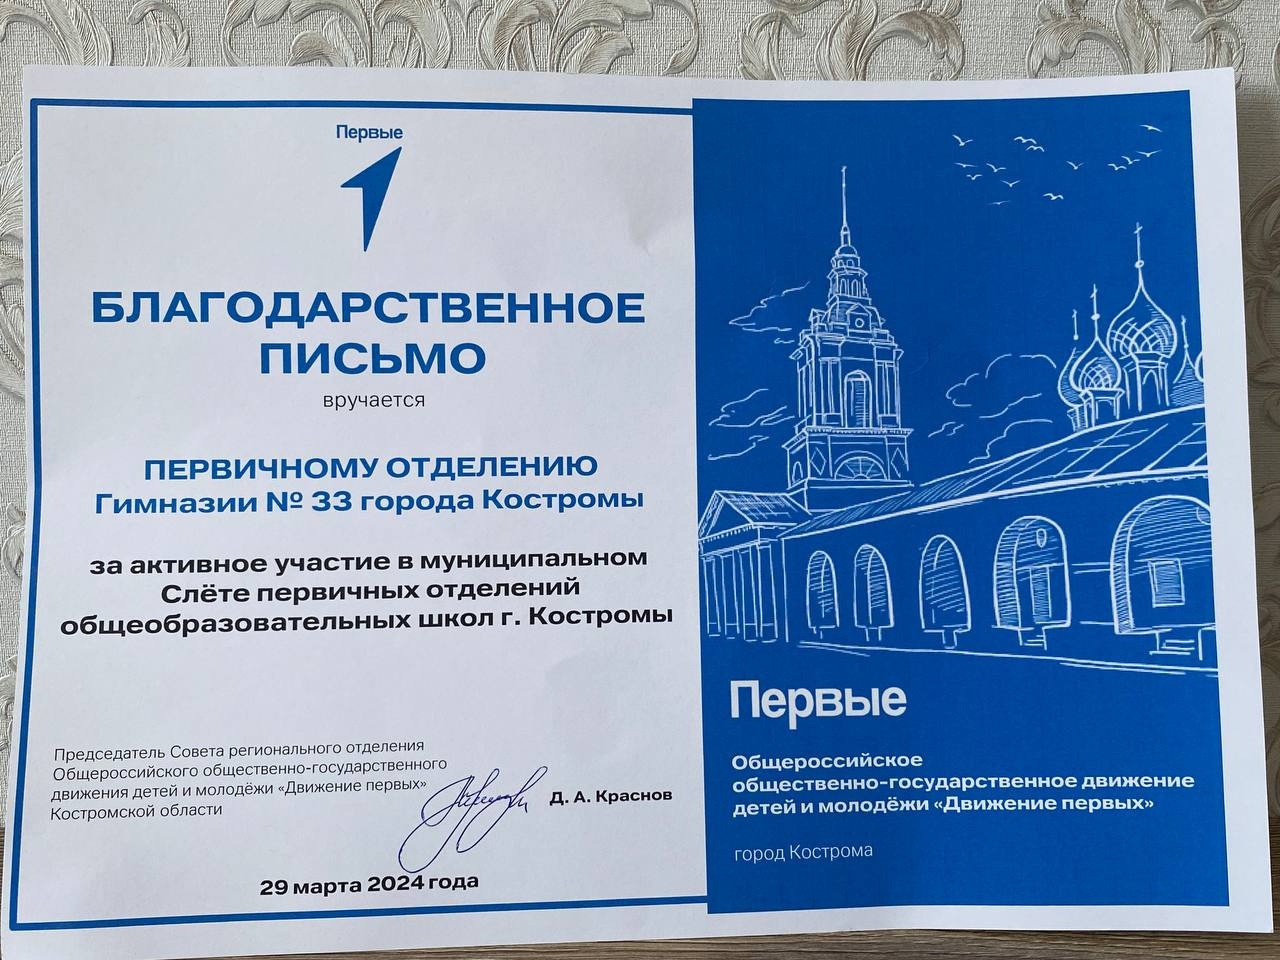 Первые
БЛАГОДАРСТВЕННОЕ
ПИСЬМО
вручается
ПЕРВИЧНОМУ ОТДЕЛЕНИЮ
Гимназии № 33 города Костромы
за активное участие в муниципальном
Слёте первичных отделений
общеобразовательных школ г. Костромы
Председатель Совета регионального отделения
Общероссийского общественно-государственного
движения детей и молодёжи «Движение первых»
Костромской области
Д. А. Краснов
29 марта 2024 года
Первые
Общероссийское
общественно-государственное движение
детей и молодёжи «Движение первых»
город Кострома